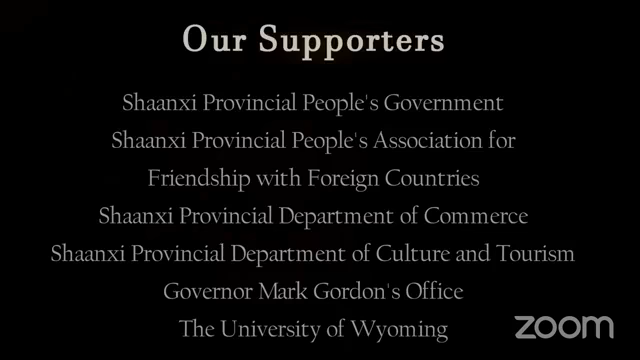 Our Supporters
Shaanxi Provincial People's Government
Shaanxi Provincial People's Association for
Friendship with Foreign Countries
Shaanxi Provincial Department of Commerce
Shaanxi Provincial Department of Culture and Tourism
Governor Mark Gordon's Office
The University of Wyoming
zoom